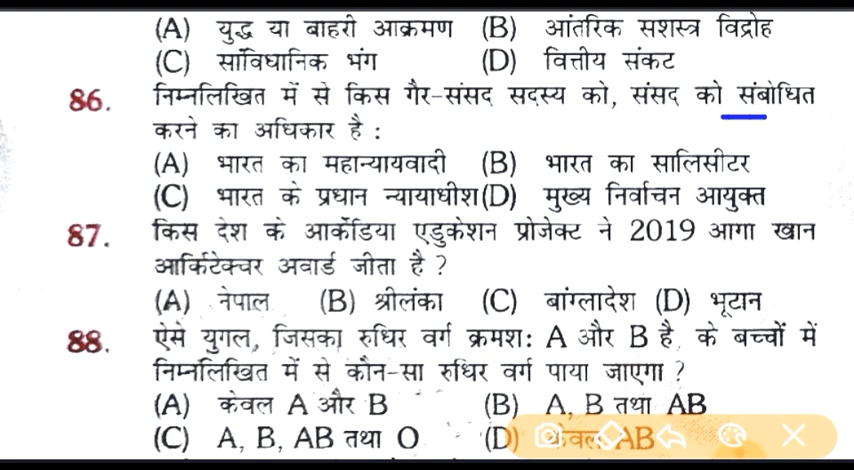 (A) युद्ध या बाहरी आक्रमण (B) आंतरिक सशस्त्र विद्रोह
(C) सांविधानिक भंग (D) वित्तीय संकट
86. निम्नलिखित में से किस गैर-संसद सदस्य को, संसद को संबोधित
करने का अधिकार है :
(A) भारत का महान्यायवादी (B) भारत का सालिसीटर
(C) भारत के प्रधान न्यायाधीश (D) मुख्य निर्वाचन आयुक्त
87. किस देश के आर्केडिया एडुकेशन प्रोजेक्ट ने 2019 आगा खान
आर्किटेक्चर अवार्ड जीता है ?
(A) नेपाल (B) श्रीलंका (C) बांग्लादेश (D) भूटान
88. ऐसे युगल, जिसका रुधिर वर्ग क्रमश: A और B है, के बच्चों में
निम्नलिखित में से कौन-सा रुधिर वर्ग पाया जाएगा ?
(A) केवल A और B (B) A, B तथा AB
(C) A, B, AB तथा O (D) केवल AB